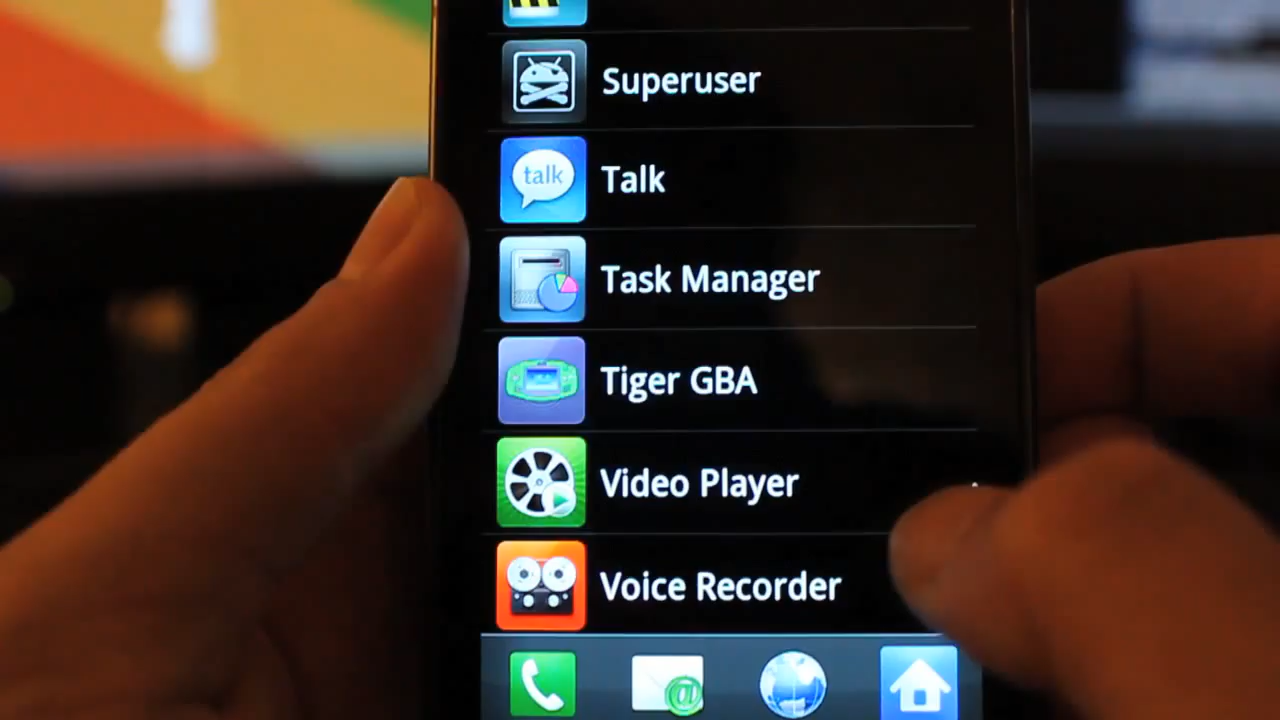 Superuser
talk
Talk
Task Manager
Tiger GBA
Video Player
Voice Recorder
@